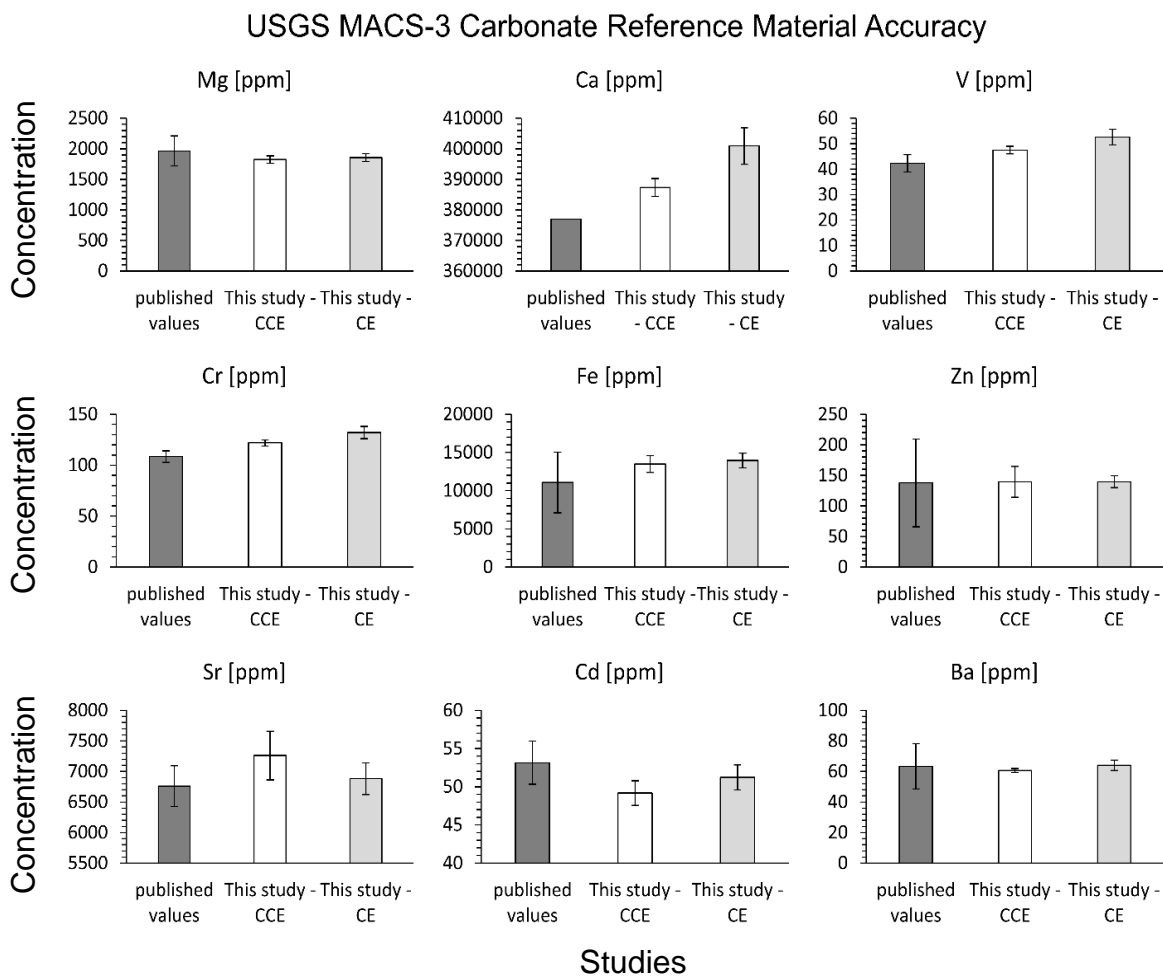 USGS MACS-3 Carbonate Reference Material Accuracy
Mg [ppm]
Concentration
2500
2000
1500
1000
500
0
published values
This study - CCE
This study - CE
Ca [ppm]
410000
400000
390000
380000
370000
360000
published values
This study - CCE
This study - CE
V [ppm]
60
50
40
30
20
10
0
published values
This study - CCE
This study - CE
Cr [ppm]
Concentration
150
100
50
0
published values
This study - CCE
This study - CE
Fe [ppm]
20000
15000
10000
5000
0
published values
This study - CCE
This study - CE
Zn [ppm]
250
200
150
100
50
0
published values
This study - CCE
This study - CE
Sr [ppm]
Concentration
8000
7500
7000
6500
6000
5500
published values
This study - CCE
This study - CE
Cd [ppm]
60
55
50
45
40
published values
This study - CCE
This study - CE
Ba [ppm]
100
80
60
40
20
0
published values
This study - CCE
This study - CE
Studies